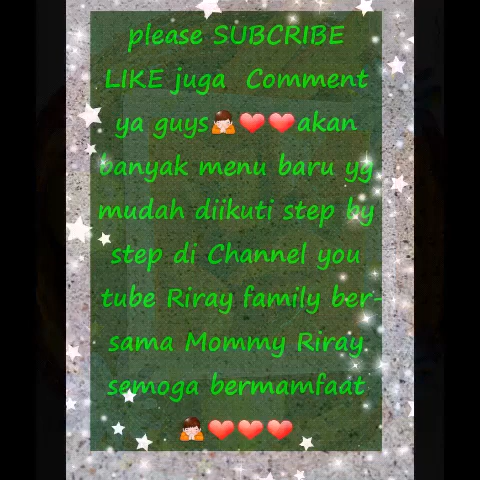 please SUBCRIBE
LIKE juga Comment
ya guys🙇❤❤akan
banyak menu baru yg
mudah diikuti step by
step di Channel you
tube Riray family ber-
sama Mommy Riray
semoga bermamfaat
🙇❤❤❤